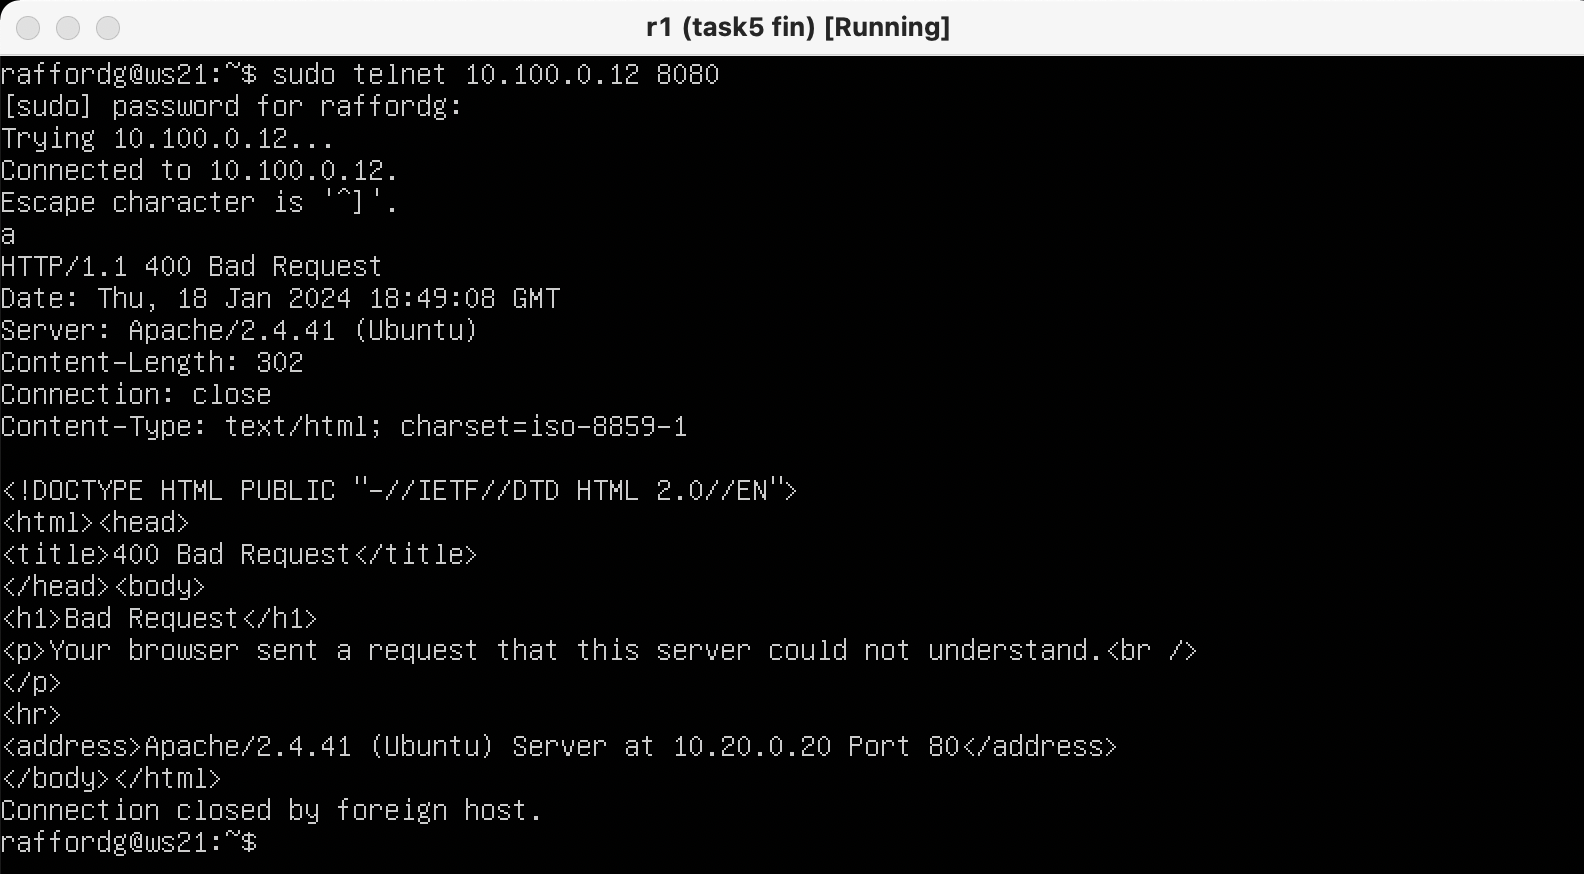 r1 (task5 fin) [Running]
raffordg@ws21:~$ sudo telnet 10.100.0.12 8080
[sudo] password for raffordg:
Trying 10.100.0.12...
Connected to 10.100.0.12.
Escape character is '^]'.
a
HTTP/1.1 400 Bad Request
Date: Thu, 18 Jan 2024 18:49:08 GMT
Server: Apache/2.4.41 (Ubuntu)
Content-Length: 302
Connection: close
Content-Type: text/html; charset=iso-8859-1

<!DOCTYPE HTML PUBLIC "-//IETF//DTD HTML 2.0//EN">
<html><head>
<title>400 Bad Request</title>
</head><body>
<h1>Bad Request</h1>
<p>Your browser sent a request that this server could not understand.<br />
</p>
<hr>
<address>Apache/2.4.41 (Ubuntu) Server at 10.20.0.20 Port 80</address>
</body></html>
Connection closed by foreign host.
raffordg@ws21:~$